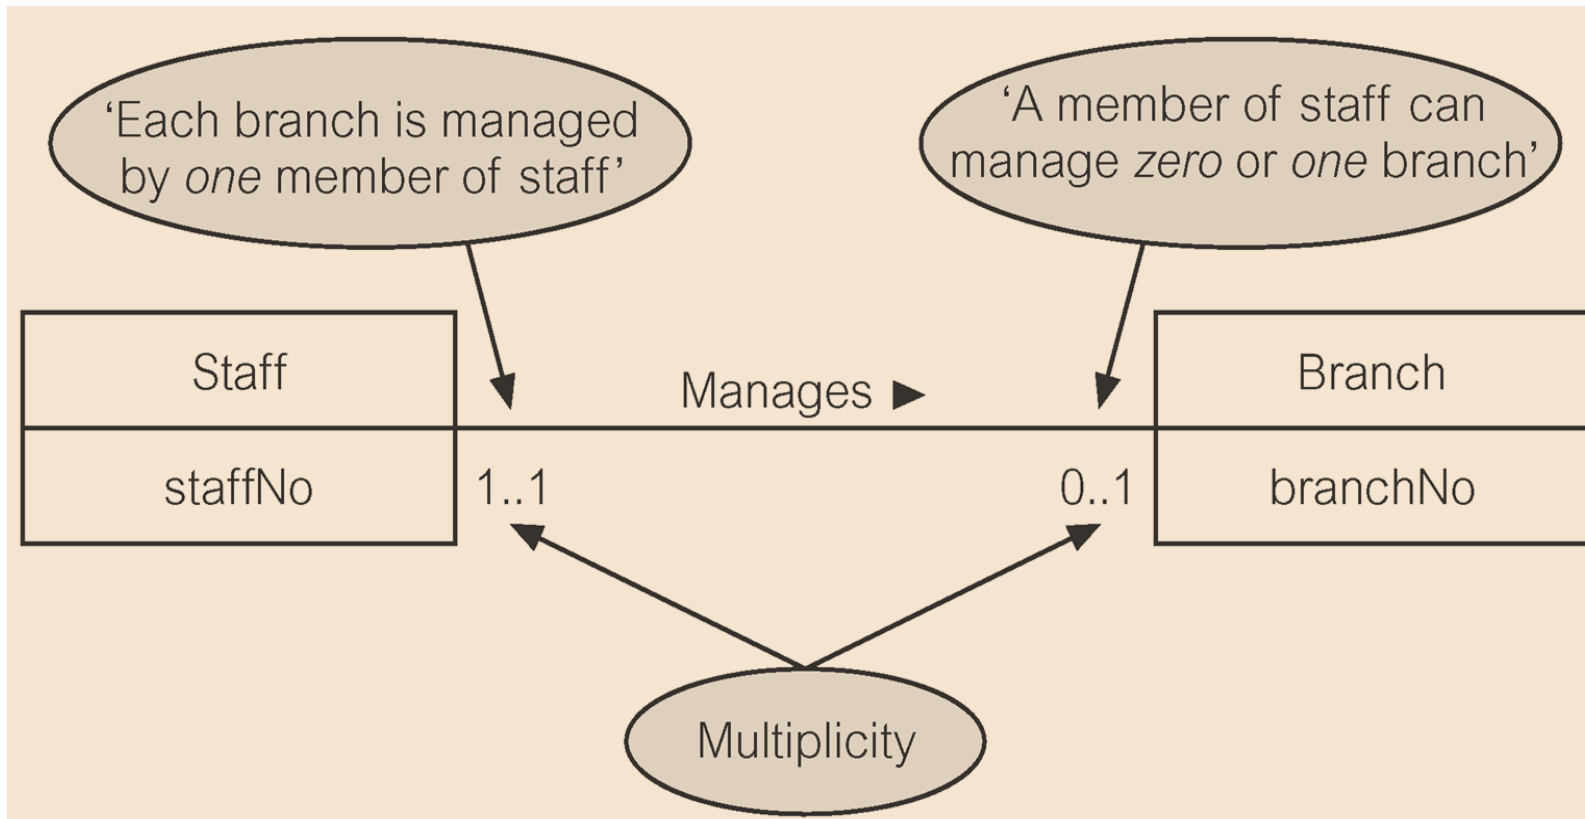 ‘Each branch is managed
by one member of staff’
‘A member of staff can
manage zero or one branch’
Staff
Manages ►
Branch
staffNo
1..1
0..1
branchNo
Multiplicity